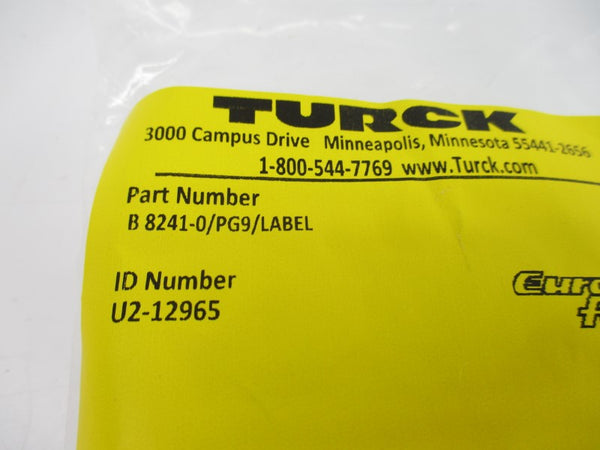 TURCK
3000 Campus Drive Minneapolis, Minnesota 55441-2656
1-800-544-7769 www.Turck.com
Part Number
B 8241-0/PG9/LABEL
ID Number
U2-12965